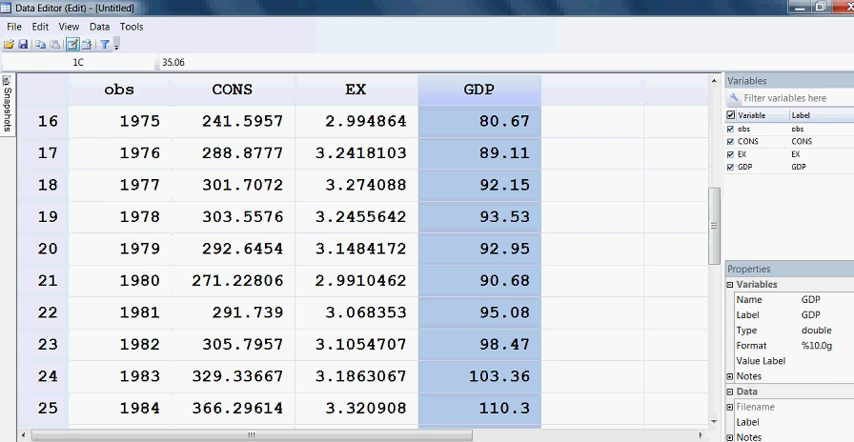 Data Editor (Edit) - [Untitled]
File Edit View Data Tools
1C 35.06
Snapshots
obs CONS EX GDP
16 1975 241.5957 2.994864 80.67
17 1976 288.8777 3.2418103 89.11
18 1977 301.7072 3.274088 92.15
19 1978 303.5576 3.2455642 93.53
20 1979 292.6454 3.1484172 92.95
21 1980 271.22806 2.9910462 90.68
22 1981 291.739 3.068353 95.08
23 1982 305.7957 3.1054707 98.47
24 1983 329.33667 3.1863067 103.36
25 1984 366.29614 3.320908 110.3
Variables
Filter variables here
Variable Label
obs obs
CONS CONS
EX EX
GDP GDP
Properties
Variables
Name GDP
Label GDP
Type double
Format %10.0g
Value Label
Notes
Data
Filename
Label
Notes